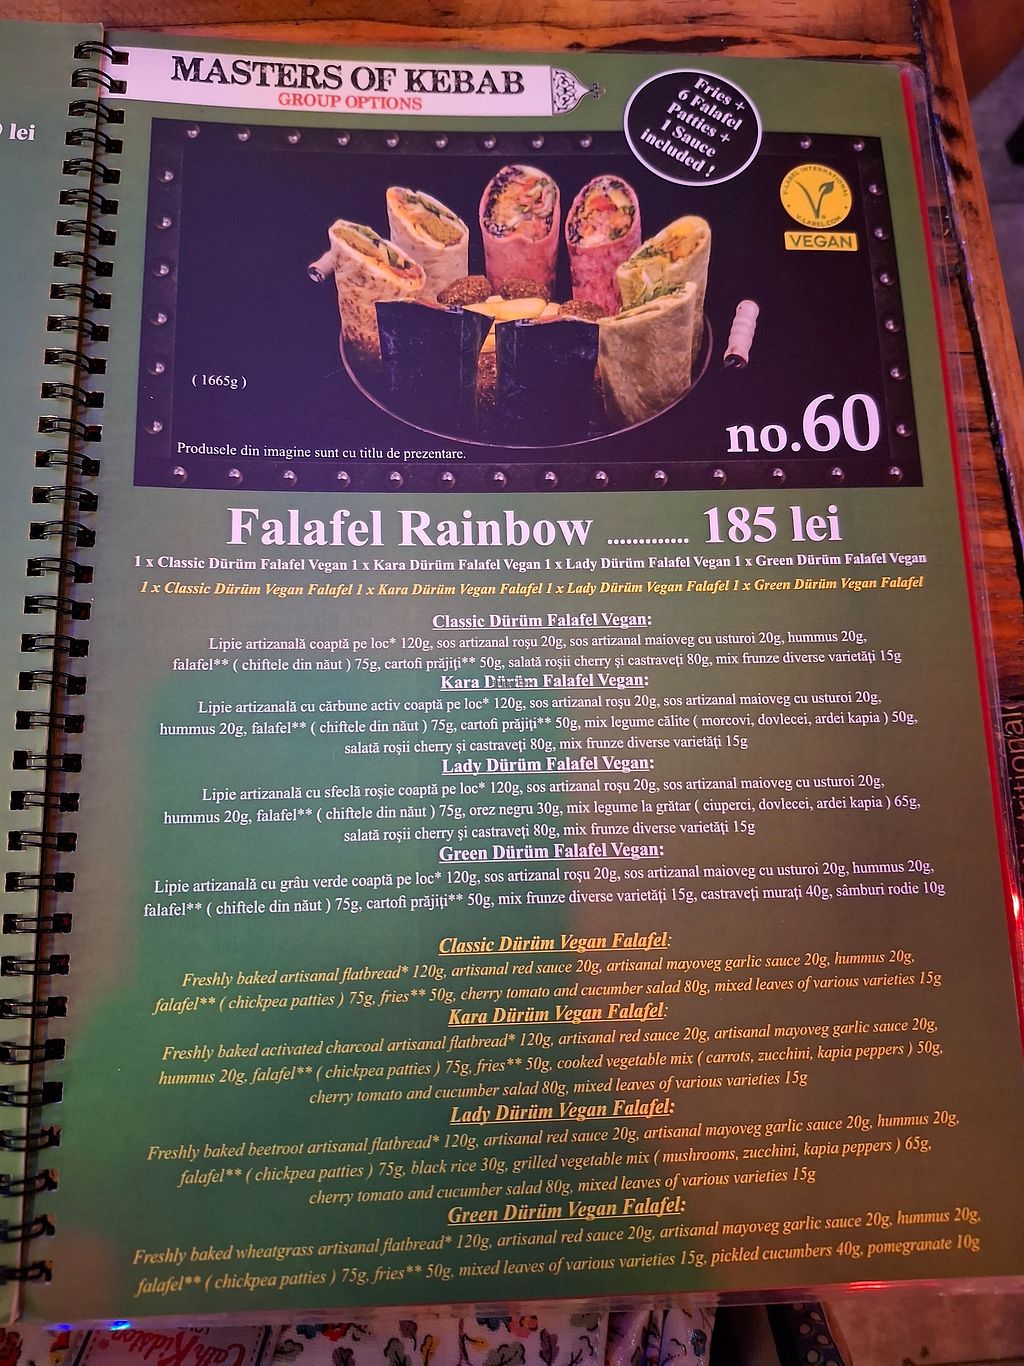 lei
MASTERS OF KEBAB
GROUP OPTIONS
Fries +
6 Falafel
Patties +
1 Sauce
included !
V-LABEL INTERNATIONAL
V-LABEL.COM
VEGAN
( 1665g )
no.60
Produsele din imagine sunt cu titlu de prezentare.
Falafel Rainbow ............. 185 lei
1 x Classic Dürüm Falafel Vegan 1 x Kara Dürüm Falafel Vegan 1 x Lady Dürüm Falafel Vegan 1 x Green Dürüm Falafel Vegan
1 x Classic Dürüm Vegan Falafel 1 x Kara Dürüm Vegan Falafel 1 x Lady Dürüm Vegan Falafel 1 x Green Dürüm Vegan Falafel
Classic Dürüm Falafel Vegan:
Lipie artizanală coaptă pe loc* 120g, sos artizanal roşu 20g, sos artizanal maioveg cu usturoi 20g, hummus 20g,
falafel** ( chiftele din năut ) 75g, cartofi prăjiţi** 50g, salată roşii cherry şi castraveţi 80g, mix frunze diverse varietăţi 15g
Kara Dürüm Falafel Vegan:
Lipie artizanală cu cărbune activ coaptă pe loc* 120g, sos artizanal roşu 20g, sos artizanal maioveg cu usturoi 20g,
hummus 20g, falafel** ( chiftele din năut ) 75g, cartofi prăjiţi** 50g, mix legume călite ( morcovi, dovlecei, ardei kapia ) 50g,
salată roşii cherry şi castraveţi 80g, mix frunze diverse varietăţi 15g
Lady Dürüm Falafel Vegan:
Lipie artizanală cu sfeclă roşie coaptă pe loc* 120g, sos artizanal roşu 20g, sos artizanal maioveg cu usturoi 20g,
hummus 20g, falafel** ( chiftele din năut ) 75g, orez negru 30g, mix legume la grătar ( ciuperci, dovlecei, ardei kapia ) 65g,
salată roşii cherry şi castraveţi 80g, mix frunze diverse varietăţi 15g
Green Dürüm Falafel Vegan:
Lipie artizanală cu grâu verde coaptă pe loc* 120g, sos artizanal roşu 20g, sos artizanal maioveg cu usturoi 20g, hummus 20g,
falafel** ( chiftele din năut ) 75g, cartofi prăjiţi** 50g, mix frunze diverse varietăţi 15g, castraveţi muraţi 40g, sâmburi rodie 10g
Classic Dürüm Vegan Falafel:
Freshly baked artisanal flatbread* 120g, artisanal red sauce 20g, artisanal mayoveg garlic sauce 20g, hummus 20g,
falafel** ( chickpea patties ) 75g, fries** 50g, cherry tomato and cucumber salad 80g, mixed leaves of various varieties 15g
Kara Dürüm Vegan Falafel:
Freshly baked activated charcoal artisanal flatbread* 120g, artisanal red sauce 20g, artisanal mayoveg garlic sauce 20g,
hummus 20g, falafel** ( chickpea patties ) 75g, fries** 50g, cooked vegetable mix ( carrots, zucchini, kapia peppers ) 50g,
cherry tomato and cucumber salad 80g, mixed leaves of various varieties 15g
Lady Dürüm Vegan Falafel:
Freshly baked beetroot artisanal flatbread* 120g, artisanal red sauce 20g, artisanal mayoveg garlic sauce 20g, hummus 20g,
falafel** ( chickpea patties ) 75g, black rice 30g, grilled vegetable mix ( mushrooms, zucchini, kapia peppers ) 65g,
cherry tomato and cucumber salad 80g, mixed leaves of various varieties 15g
Green Dürüm Vegan Falafel:
Freshly baked wheatgrass artisanal flatbread* 120g, artisanal red sauce 20g, artisanal mayoveg garlic sauce 20g, hummus 20g,
falafel** ( chickpea patties ) 75g, fries** 50g, mixed leaves of various varieties 15g, pickled cucumbers 40g, pomegranate 10g
Cath Kidston